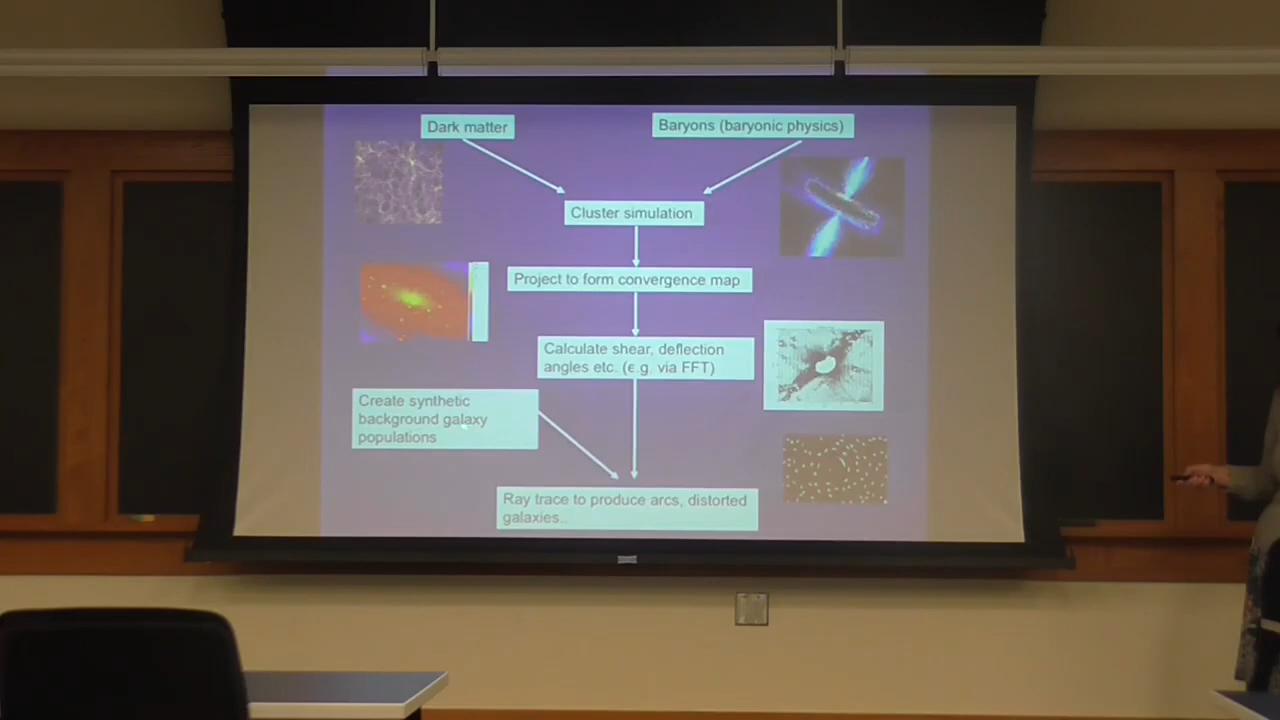 Dark matter
Baryons (baryonic physics)
Cluster simulation
Project to form convergence map
Calculate shear, deflection
angles etc. (e.g. via FFT)
Create synthetic
background galaxy
populations
Ray trace to produce arcs, distorted
galaxies..